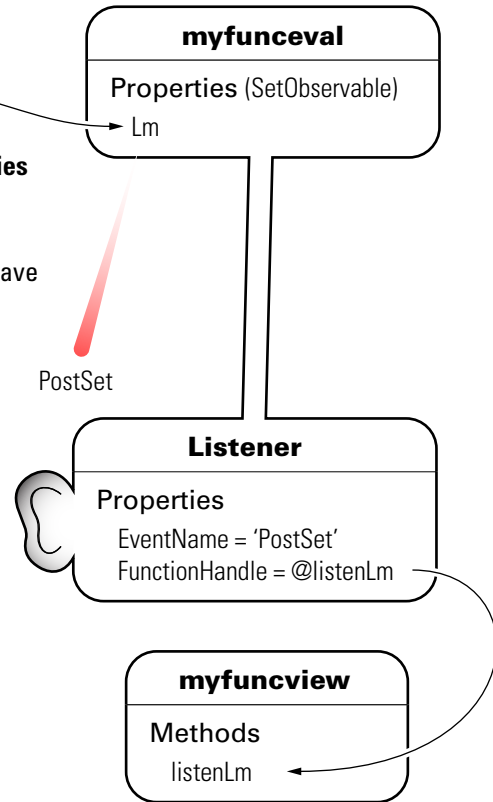 myfunceval
Properties (SetObservable)
Lm
ies
ave
PostSet
Listener
Properties
EventName = ‘PostSet’
FunctionHandle = @listenLm
myfuncview
Methods
listenLm